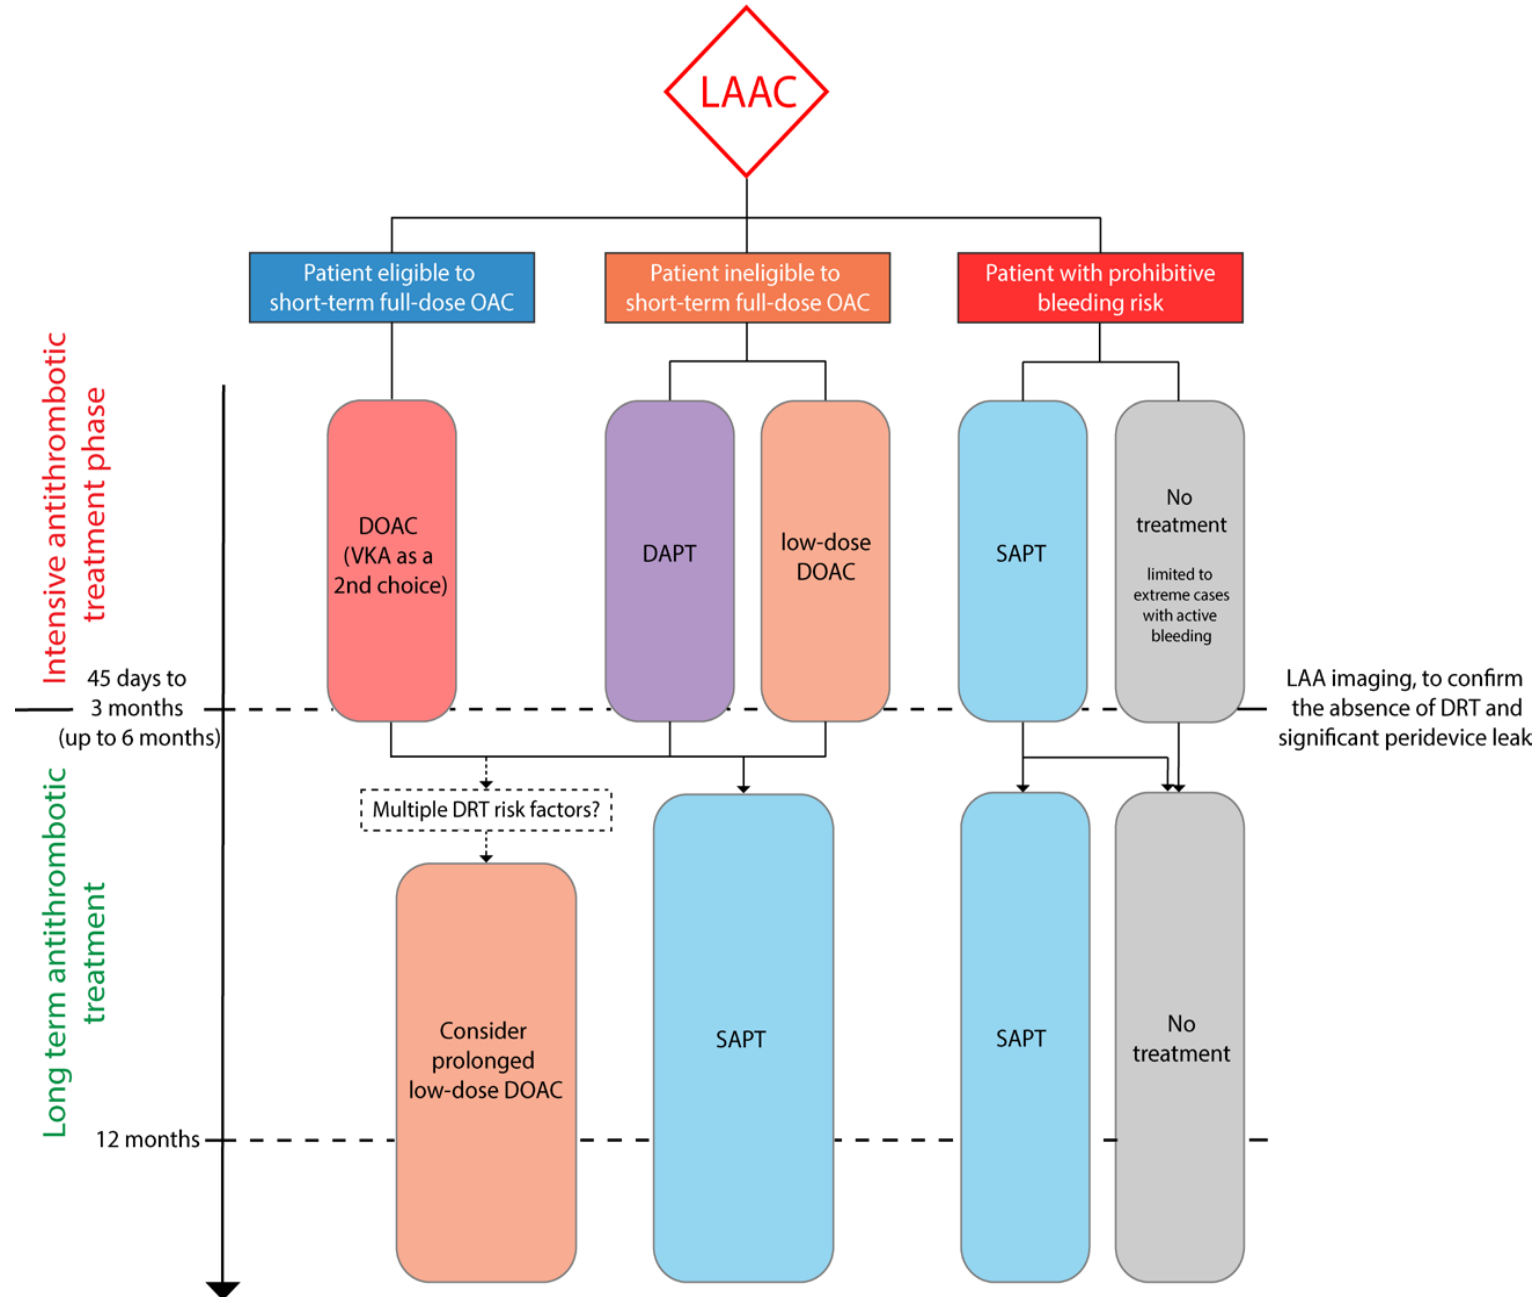 LAAC
Patient eligible to
short-term full-dose OAC
Patient ineligible to
short-term full-dose OAC
Patient with prohibitive
bleeding risk
Intensive antithrombotic
treatment phase
DOAC
(VKA as a
2nd choice)
DAPT
low-dose
DOAC
SAPT
No
treatment
limited to
extreme cases
with active
bleeding
45 days to
3 months
(up to 6 months)
LAA imaging, to confirm
the absence of DRT and
significant peridevice leak
Long term antithrombotic
treatment
Multiple DRT risk factors?
Consider
prolonged
low-dose DOAC
SAPT
SAPT
No
treatment
12 months